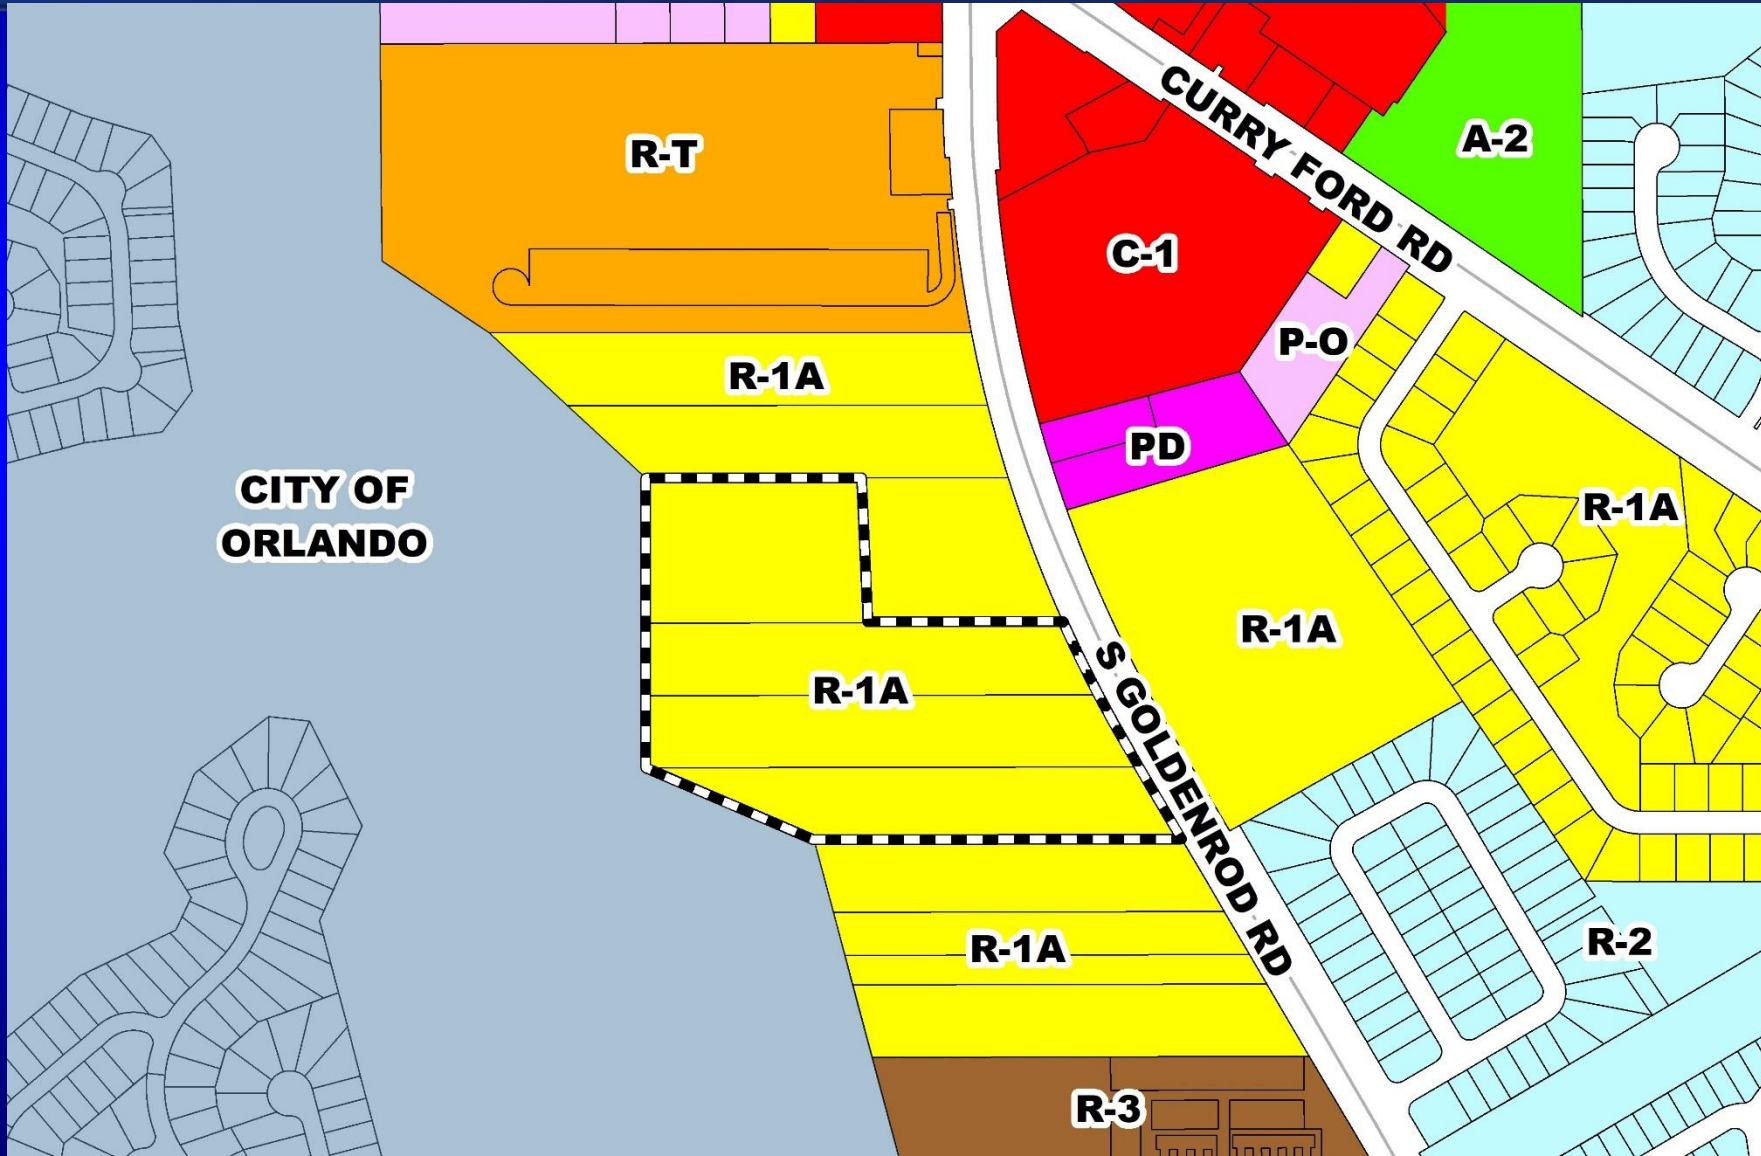 R-T
CURRY FORD RD
A-2
C-1
P-O
R-1A
PD
CITY OF
ORLANDO
R-1A
R-1A
R-1A
S GOLDENROD RD
R-1A
R-2
R-3